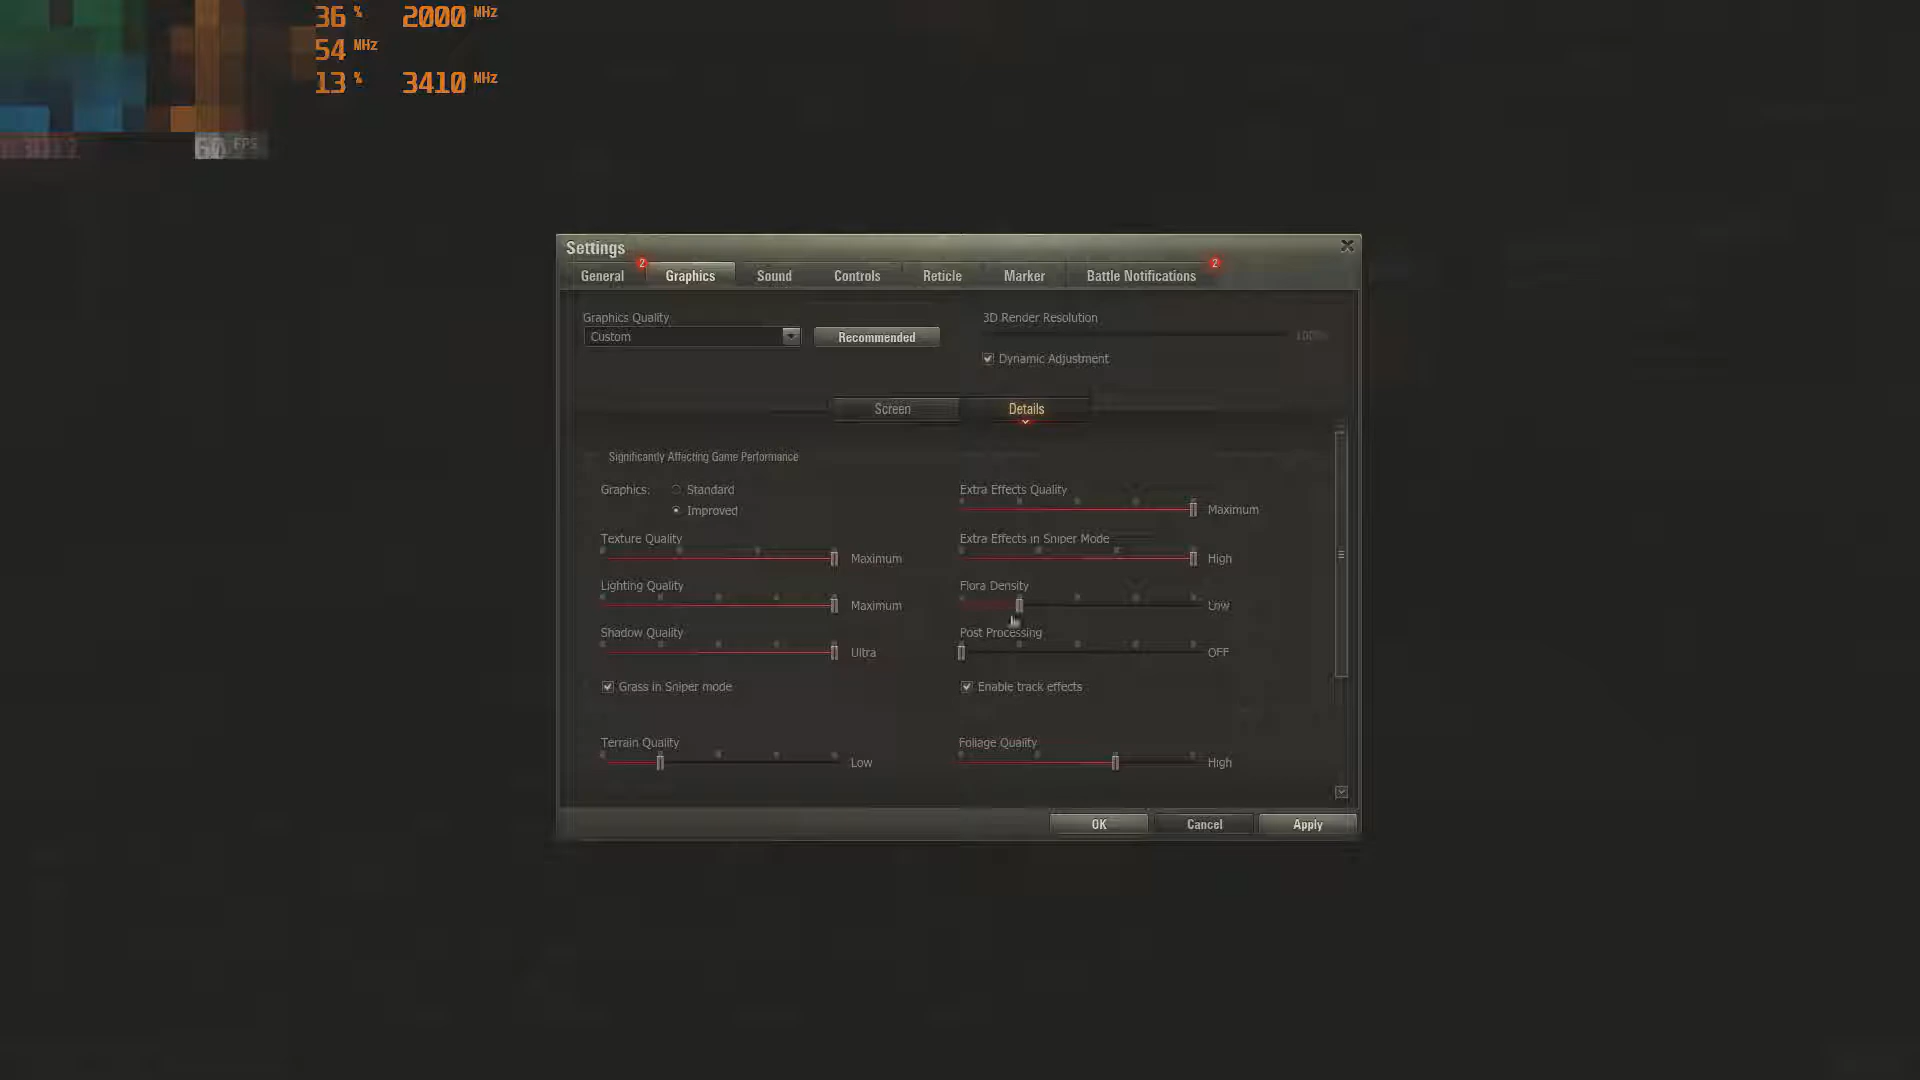 36 % 2000 MHz
54 MHz
13 % 3410 MHz
60 FPS
Settings
General 2 Graphics Sound Controls Reticle Marker Battle Notifications 2
Graphics Quality
Custom Recommended
3D Render Resolution
100%
Dynamic Adjustment
Screen Details
Significantly Affecting Game Performance
Graphics: Standard
Improved
Extra Effects Quality
Maximum
Texture Quality
Maximum
Extra Effects in Sniper Mode
High
Lighting Quality
Maximum
Flora Density
Low
Shadow Quality
Ultra
Post Processing
OFF
Grass in Sniper mode
Enable track effects
Terrain Quality
Low
Foliage Quality
High
OK Cancel Apply